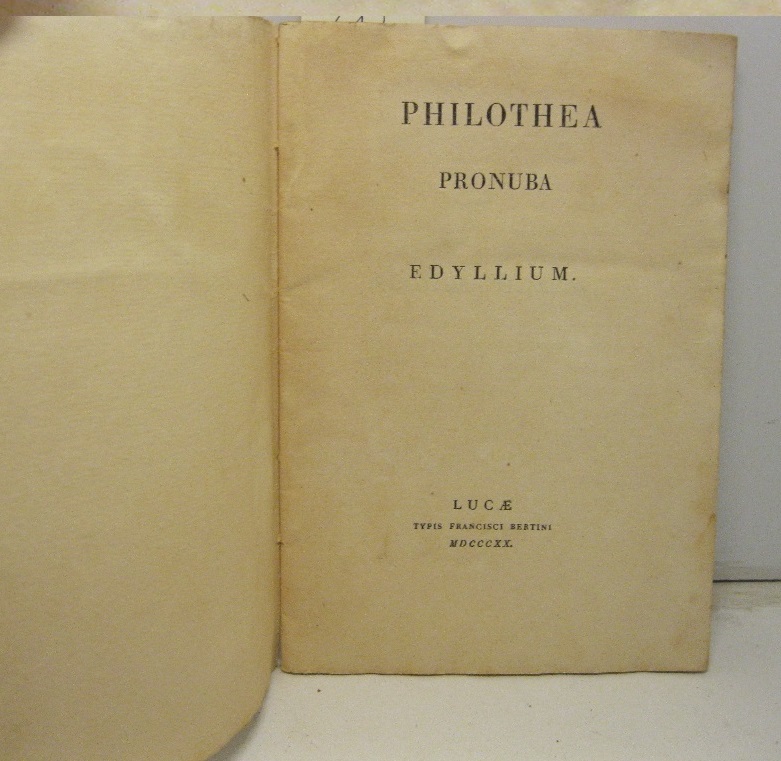 PHILOTHEA
PRONUBA
EDYLLIUM.
LUCÆ
TYPIS FRANCISCI BERTINI
MDCCCXX.